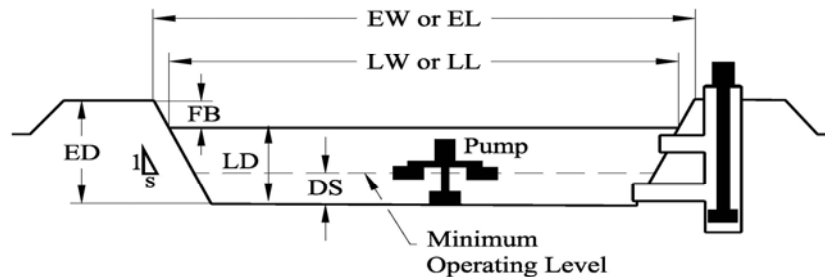 EW or EL
LW or LL
FB
ED
1
s
LD
DS
Pump
Minimum
Operating Level